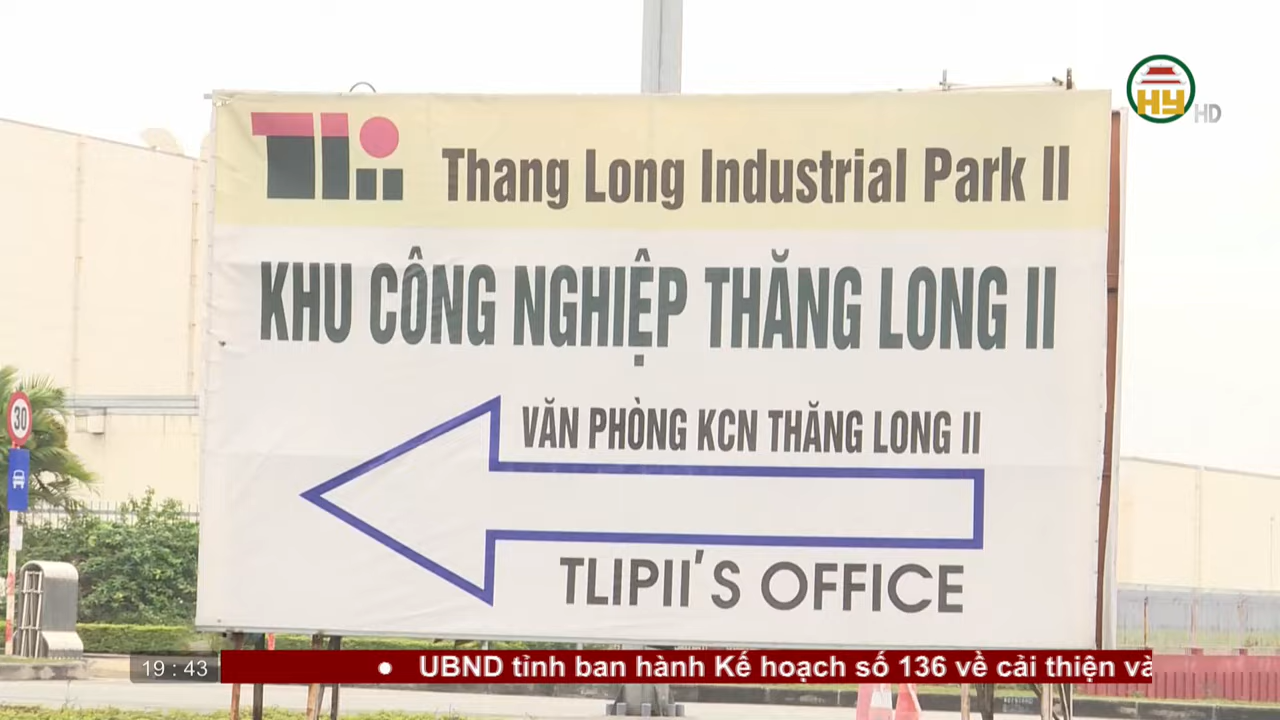 HY HD
Thang Long Industrial Park II
KHU CÔNG NGHIỆP THĂNG LONG II
30
VĂN PHÒNG KCN THĂNG LONG II
TLIPII'S OFFICE
19 : 43
● UBND tỉnh ban hành Kế hoạch số 136 về cải thiện và